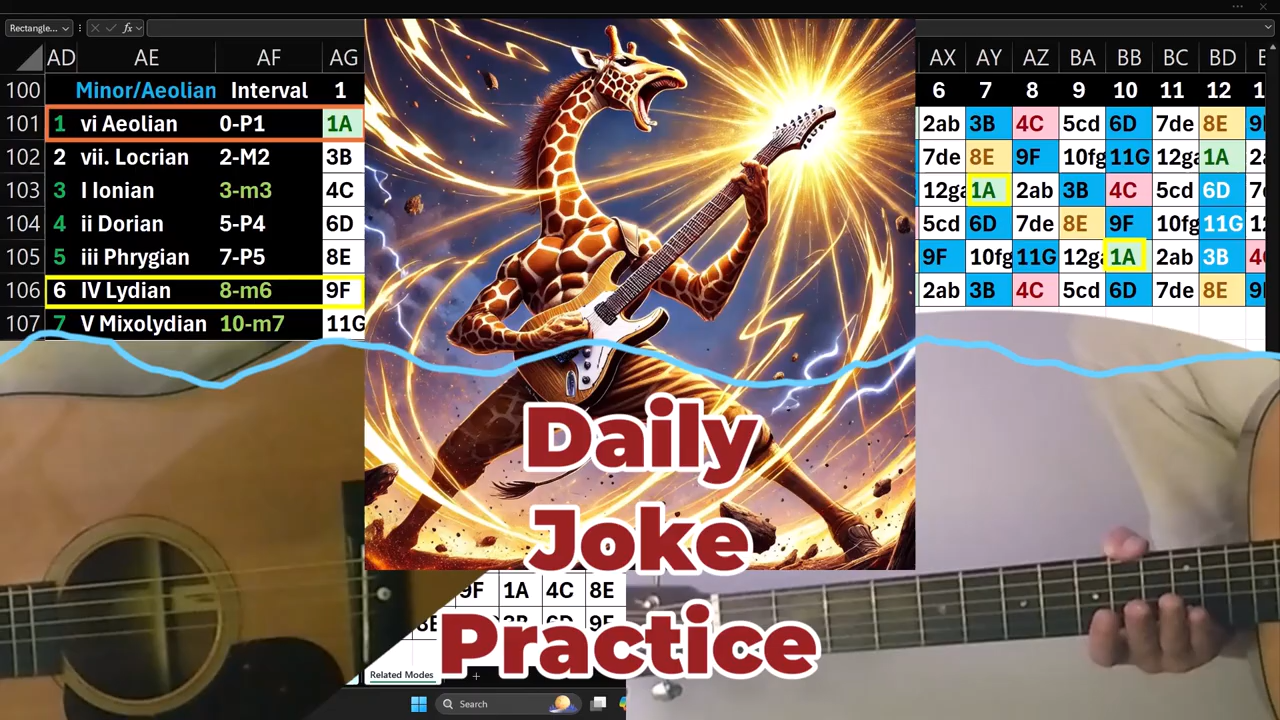 Rectangle... fx
AD AE AF AG AX AY AZ BA BB BC BD
100 Minor/Aeolian Interval 1 6 7 8 9 10 11 12
101 1 vi Aeolian 0-P1 1A 2ab 3B 4C 5cd 6D 7de 8E
102 2 vii. Locrian 2-M2 3B 7de 8E 9F 10fg 11G 1A
103 3 I Ionian 3-m3 4C 1A 2ab 3B 4C 5cd 6D
104 4 ii Dorian 5-P4 6D 5cd 6D 7de 8E 9F 10fg 11G
105 5 iii Phrygian 7-P5 8E 9F 10fg 11G 1A 2ab 3B
106 6 IV Lydian 8-m6 9F 2ab 3B 4C 5cd 6D 7de 8E
107 7 V Mixolydian 10-m7 11G
Daily
Joke
Practice
9F 1A 4C 8E
Related Modes
Search